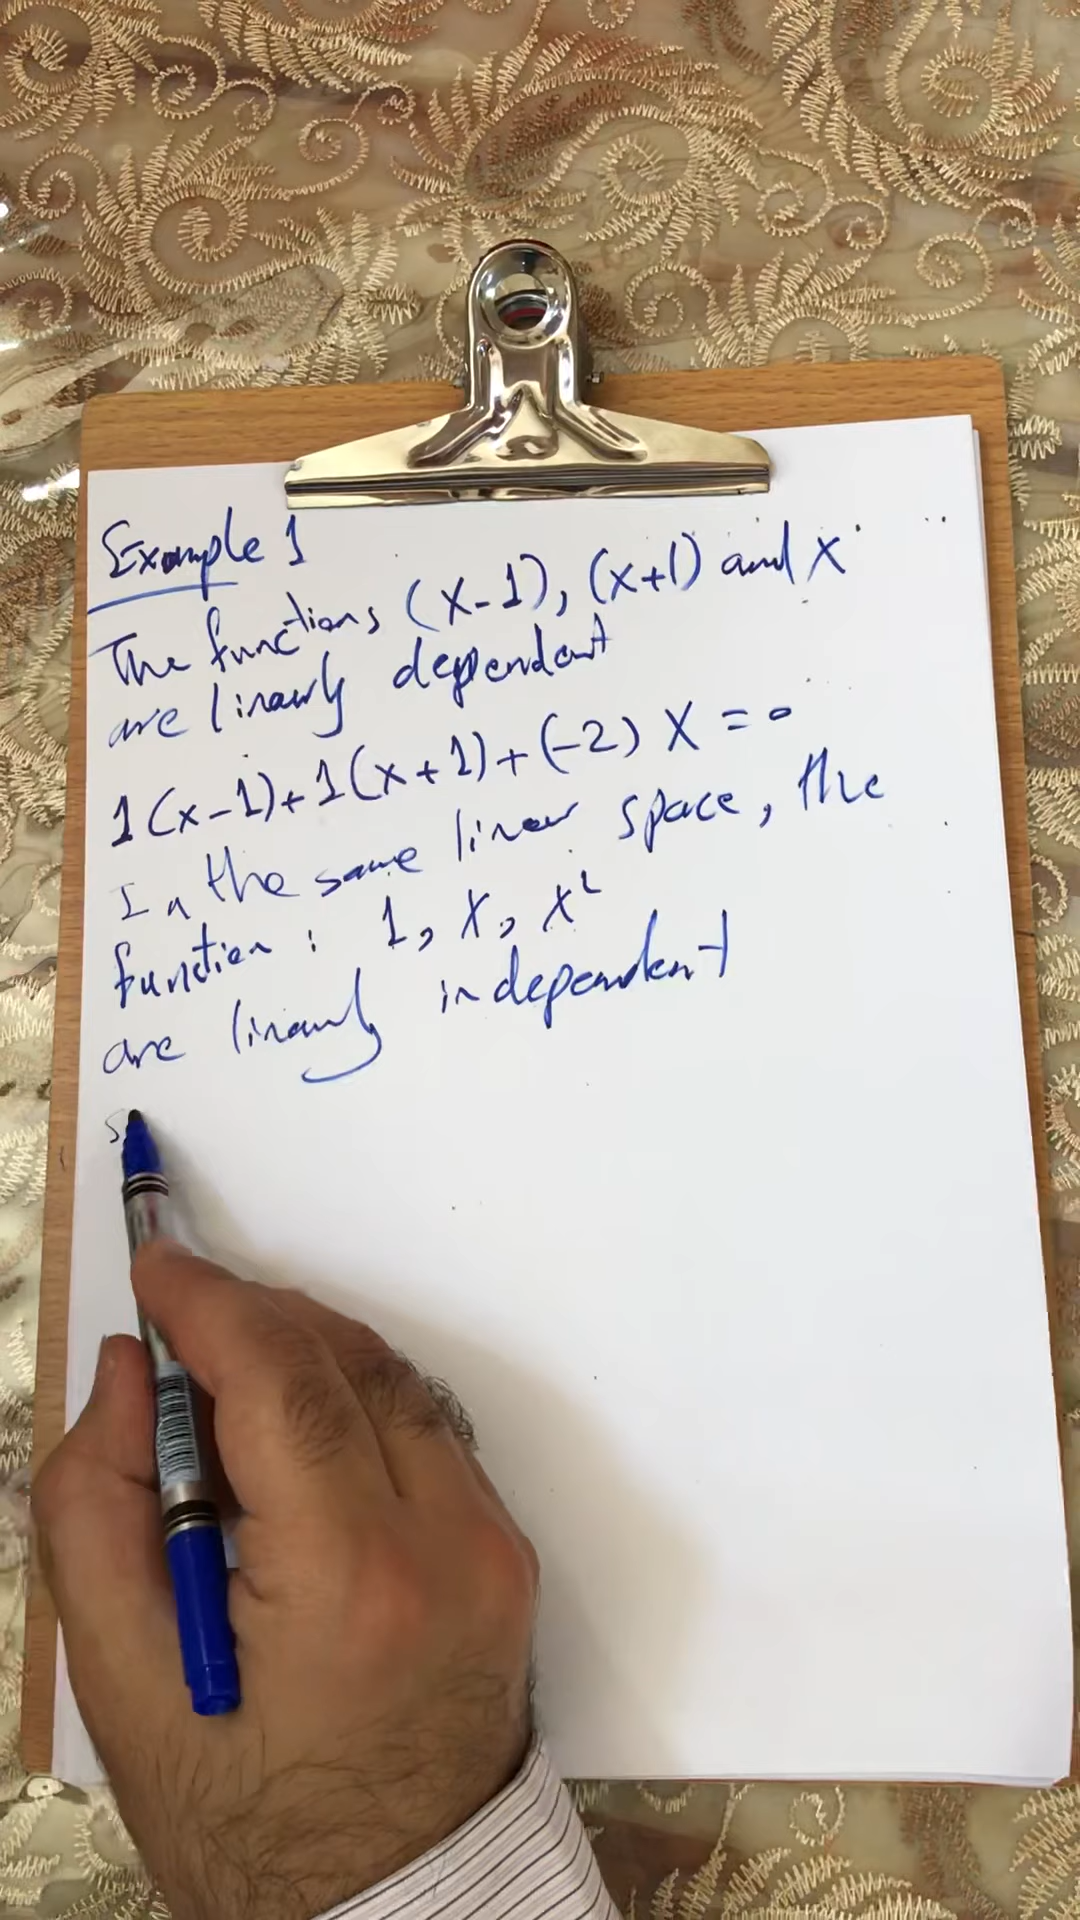 Example 1
The functions (x-1), (x+1) and x
are linearly dependent
1(x-1)+1(x+1)+(-2)x=0
In the same linear space, the
function: 1, x, x²
are linearly independent
s